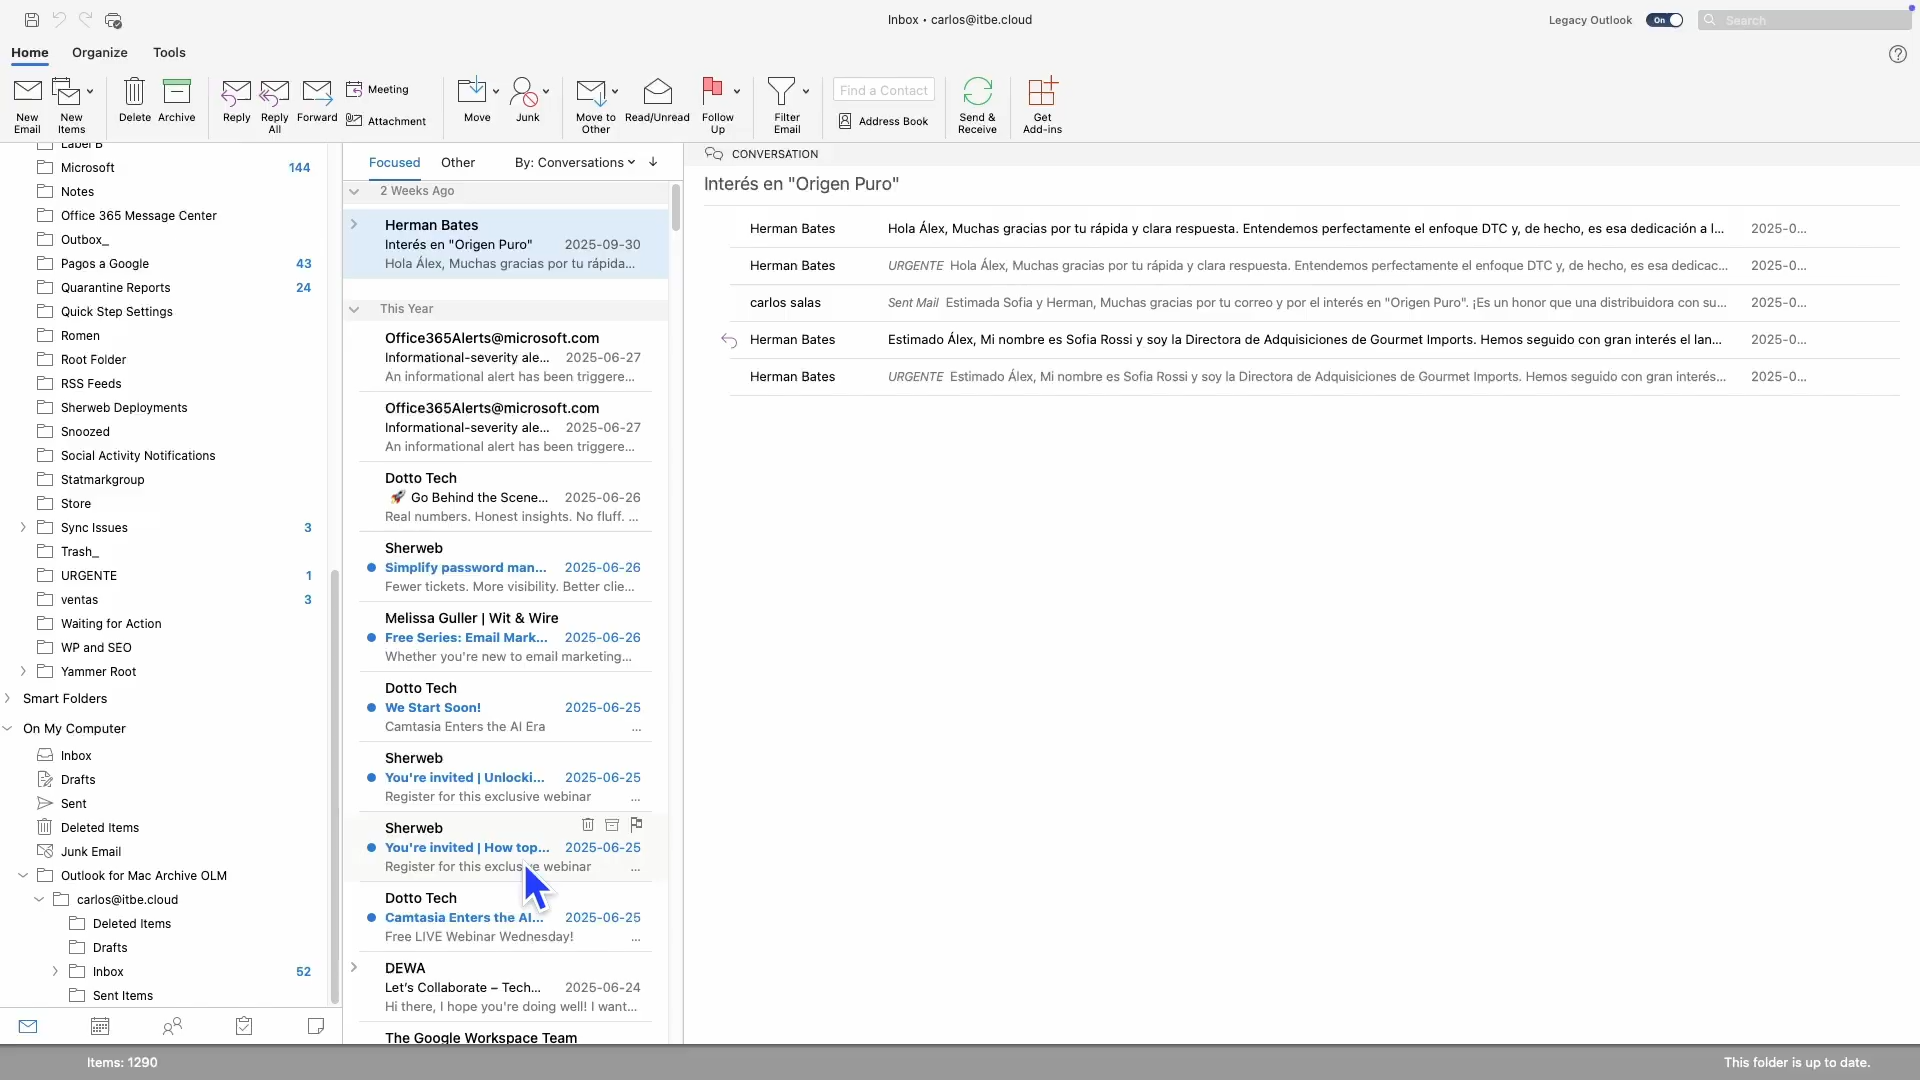 Inbox • carlos@itbe.cloud
Legacy Outlook
On
Search
Home
Organize
Tools
New Email
New Items
Delete
Archive
Reply
Reply All
Forward
Meeting
Attachment
Move
Junk
Move to Other
Read/Unread
Follow Up
Filter Email
Find a Contact
Address Book
Send & Receive
Get Add-ins
Label B
Microsoft 144
Notes
Office 365 Message Center
Outbox_
Pagos a Google 43
Quarantine Reports 24
Quick Step Settings
Romen
Root Folder
RSS Feeds
Sherweb Deployments
Snoozed
Social Activity Notifications
Statmarkgroup
Store
Sync Issues 3
Trash_
URGENTE 1
ventas 3
Waiting for Action
WP and SEO
Yammer Root
Smart Folders
On My Computer
Inbox
Drafts
Sent
Deleted Items
Junk Email
Outlook for Mac Archive OLM
carlos@itbe.cloud
Deleted Items
Drafts
Inbox 52
Sent Items
Focused
Other
By: Conversations
2 Weeks Ago
Herman Bates
Interés en "Origen Puro" 2025-09-30
Hola Álex, Muchas gracias por tu rápida...
This Year
Office365Alerts@microsoft.com
Informational-severity ale... 2025-06-27
An informational alert has been triggere...
Office365Alerts@microsoft.com
Informational-severity ale... 2025-06-27
An informational alert has been triggere...
Dotto Tech
🚀 Go Behind the Scene... 2025-06-26
Real numbers. Honest insights. No fluff. ...
Sherweb
Simplify password man... 2025-06-26
Fewer tickets. More visibility. Better clie...
Melissa Guller | Wit & Wire
Free Series: Email Mark... 2025-06-26
Whether you're new to email marketing...
Dotto Tech
We Start Soon! 2025-06-25
Camtasia Enters the AI Era ...
Sherweb
You're invited | Unlocki... 2025-06-25
Register for this exclusive webinar ...
Sherweb
You're invited | How top... 2025-06-25
Register for this exclusive webinar ...
Dotto Tech
Camtasia Enters the AI... 2025-06-25
Free LIVE Webinar Wednesday! ...
DEWA
Let's Collaborate – Tech... 2025-06-24
Hi there, I hope you're doing well! I want...
The Google Workspace Team
CONVERSATION
Interés en "Origen Puro"
Herman Bates Hola Álex, Muchas gracias por tu rápida y clara respuesta. Entendemos perfectamente el enfoque DTC y, de hecho, es esa dedicación a l... 2025-0...
Herman Bates URGENTE Hola Álex, Muchas gracias por tu rápida y clara respuesta. Entendemos perfectamente el enfoque DTC y, de hecho, es esa dedicac... 2025-0...
carlos salas Sent Mail Estimada Sofia y Herman, Muchas gracias por tu correo y por el interés en "Origen Puro". ¡Es un honor que una distribuidora con su... 2025-0...
Herman Bates Estimado Álex, Mi nombre es Sofia Rossi y soy la Directora de Adquisiciones de Gourmet Imports. Hemos seguido con gran interés el lan... 2025-0...
Herman Bates URGENTE Estimado Álex, Mi nombre es Sofia Rossi y soy la Directora de Adquisiciones de Gourmet Imports. Hemos seguido con gran interés... 2025-0...
Items: 1290
This folder is up to date.